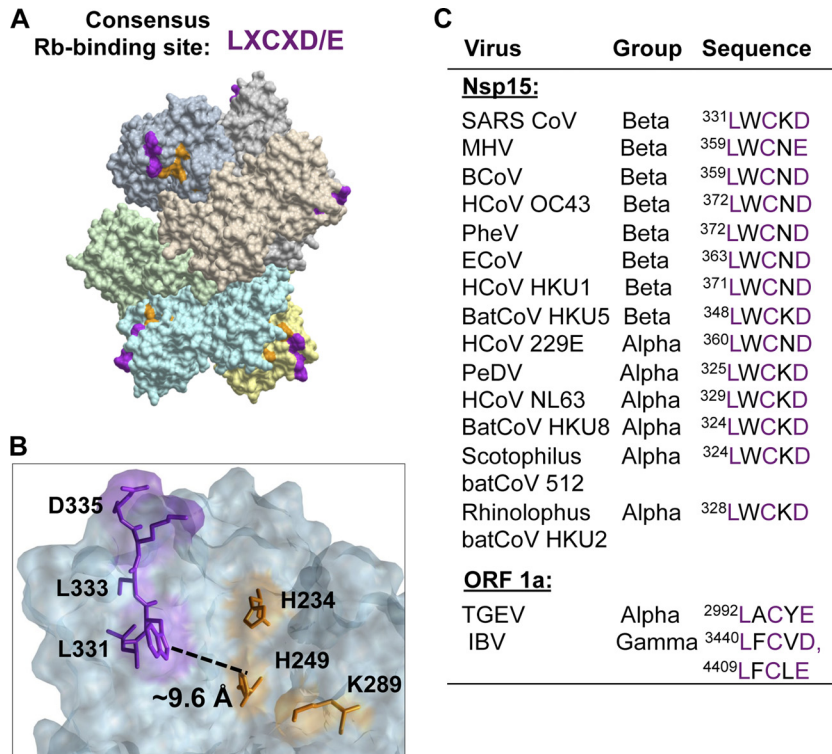 A
Consensus
Rb-binding site: LXCXD/E
B
D335
L333
L331
H234
H249
~9.6 Å
K289
C
Virus Group Sequence
Nsp15:
SARS CoV Beta 331LWCKD
MHV Beta 359LWCNE
BCoV Beta 359LWCND
HCoV OC43 Beta 372LWCND
PheV Beta 372LWCND
ECoV Beta 363LWCND
HCoV HKU1 Beta 371LWCND
BatCoV HKU5 Beta 348LWCKD
HCoV 229E Alpha 360LWCND
PeDV Alpha 325LWCKD
HCoV NL63 Alpha 329LWCKD
BatCoV HKU8 Alpha 324LWCKD
Scotophilus Alpha 324LWCKD
batCoV 512
Rhinolophus Alpha 328LWCKD
batCoV HKU2
ORF 1a:
TGEV Alpha 2992LACYE
IBV Gamma 3440LFCVD,
4409LFCLE